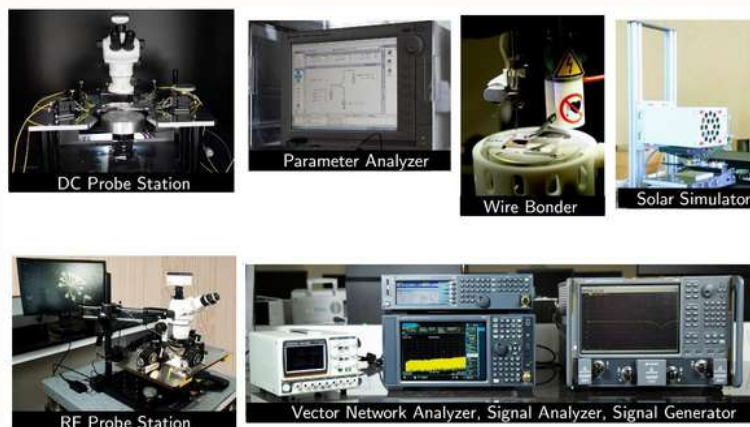 DC Probe Station
Parameter Analyzer
Wire Bonder
Solar Simulator
RF Probe Station
Vector Network Analyzer, Signal Analyzer, Signal Generator